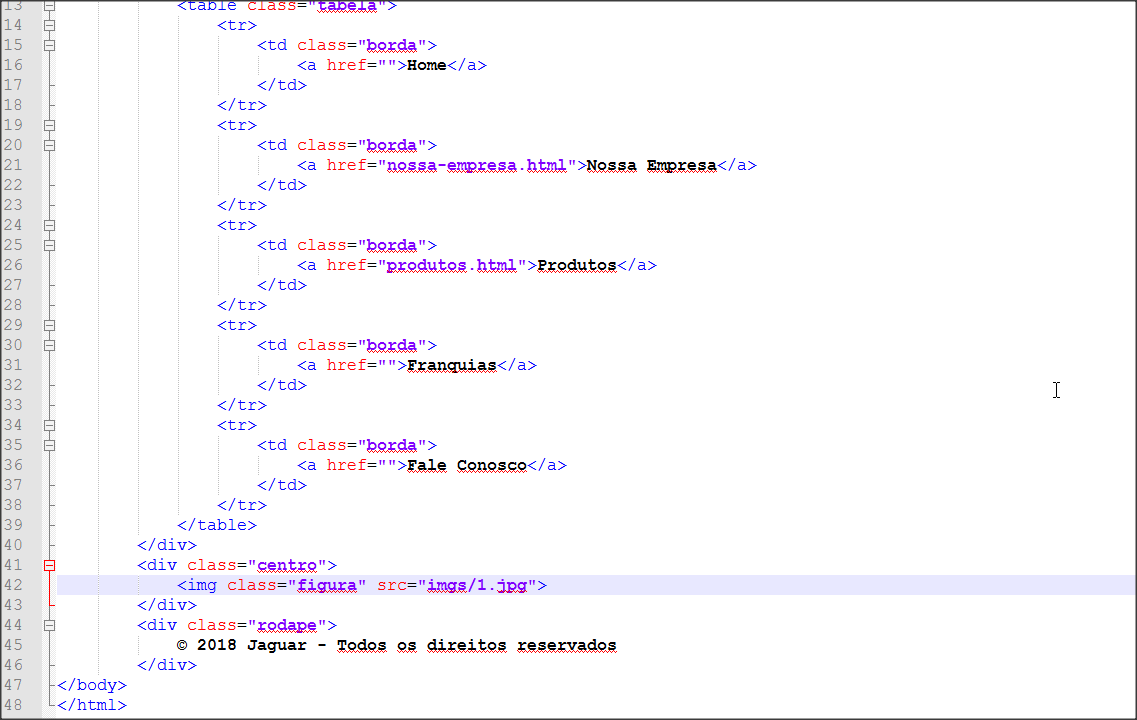 13 <table class="tabela">
14 <tr>
15 <td class="borda">
16 <a href="">Home</a>
17 </td>
18 </tr>
19 <tr>
20 <td class="borda">
21 <a href="nossa-empresa.html">Nossa Empresa</a>
22 </td>
23 </tr>
24 <tr>
25 <td class="borda">
26 <a href="produtos.html">Produtos</a>
27 </td>
28 </tr>
29 <tr>
30 <td class="borda">
31 <a href="">Franquias</a>
32 </td>
33 </tr>
34 <tr>
35 <td class="borda">
36 <a href="">Fale Conosco</a>
37 </td>
38 </tr>
39 </table>
40 </div>
41 <div class="centro">
42 <img class="figura" src="imgs/1.jpg">
43 </div>
44 <div class="rodape">
45 © 2018 Jaguar - Todos os direitos reservados
46 </div>
47 </body>
48 </html>